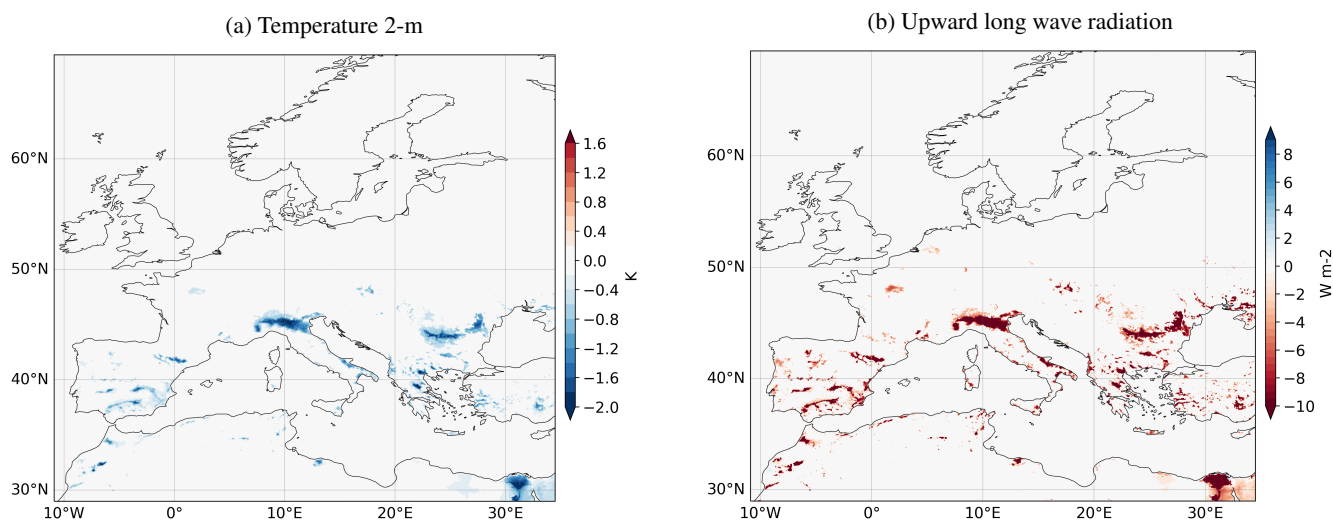 (a) Temperature 2-m
60°N
50°N
40°N
30°N
10°W 0° 10°E 20°E 30°E
1.6
1.2
0.8
0.4
0.0
−0.4
−0.8
−1.2
−1.6
−2.0
K
(b) Upward long wave radiation
60°N
50°N
40°N
30°N
10°W 0° 10°E 20°E 30°E
8
6
4
2
0
−2
−4
−6
−8
−10
W m-2